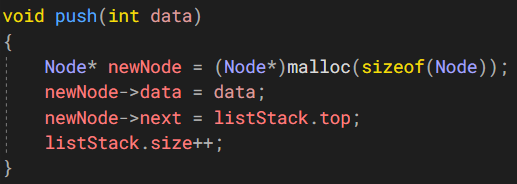 void push(int data)
{
    Node* newNode = (Node*)malloc(sizeof(Node));
    newNode->data = data;
    newNode->next = listStack.top;
    listStack.size++;
}